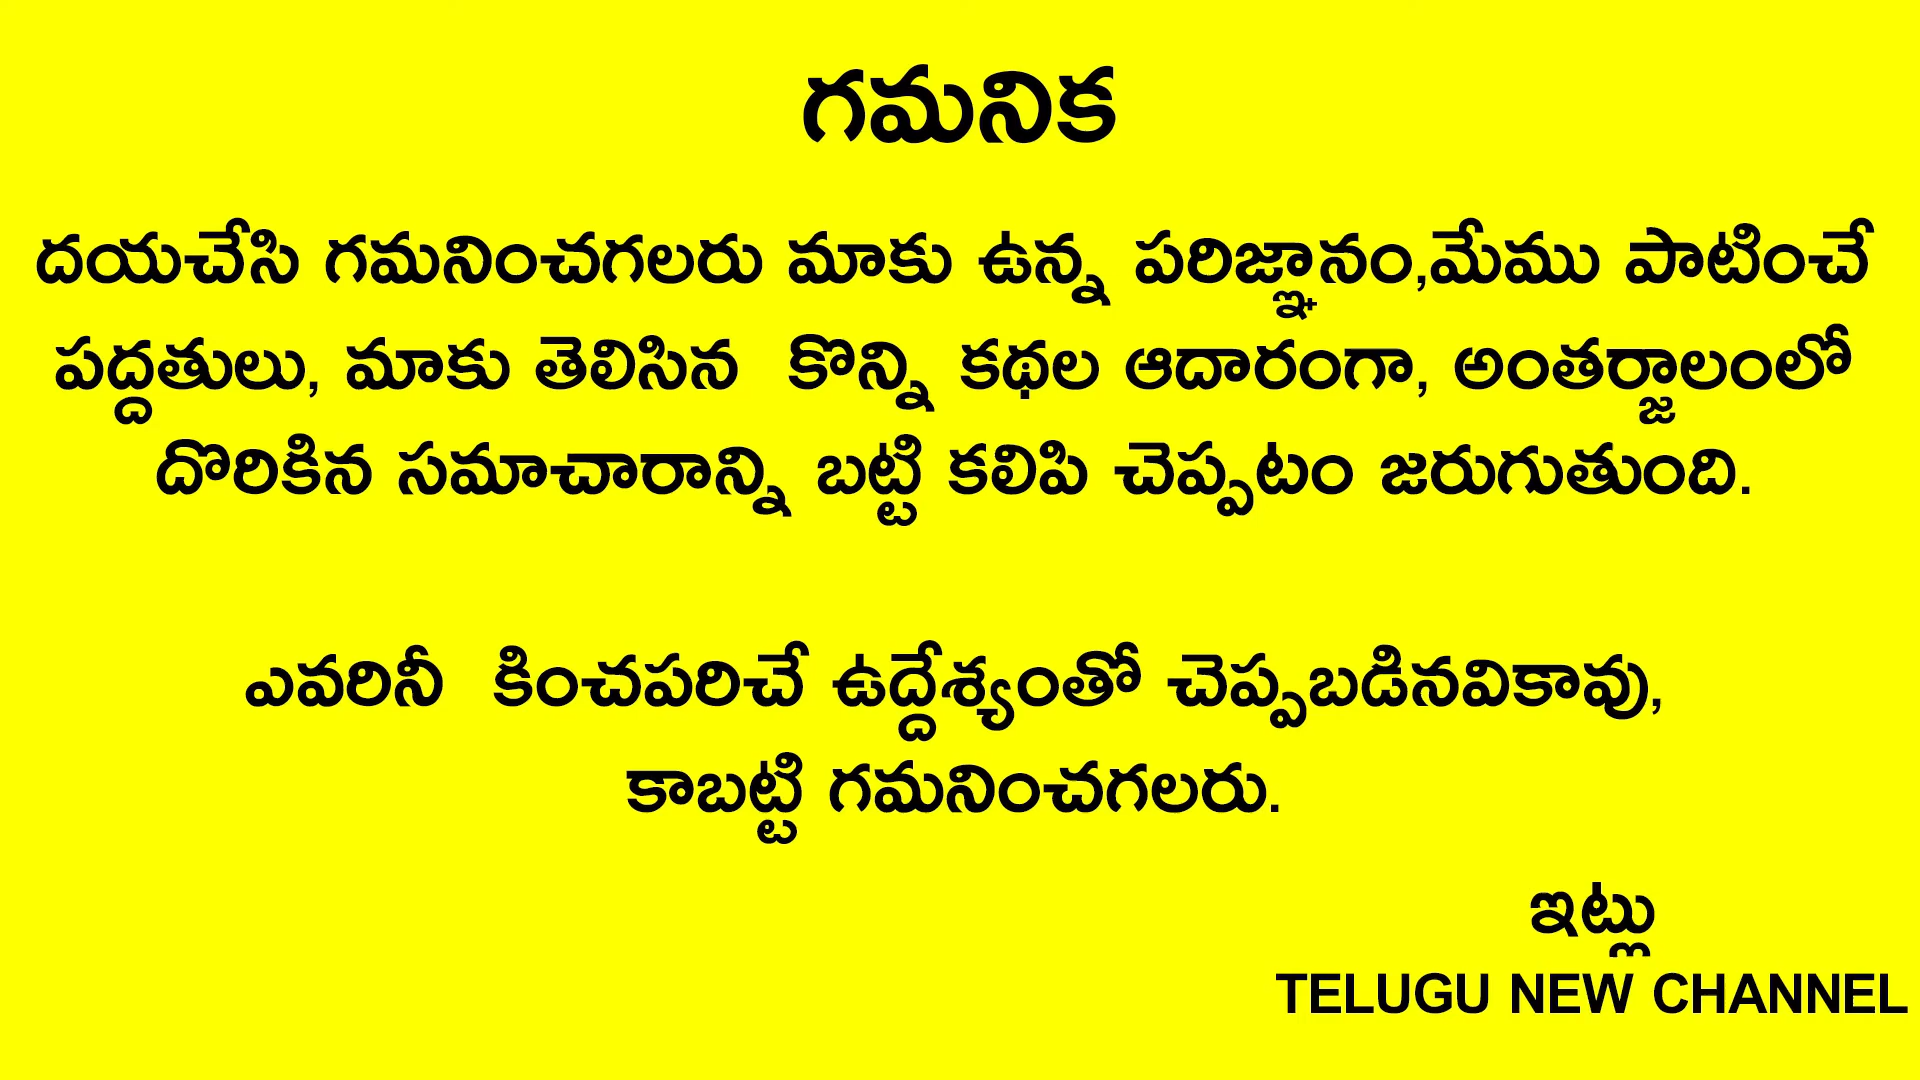 గమనిక
దయచేసి గమనించగలరు మాకు ఉన్న పరిజ్ఞానం,మేము పాటించే
పద్దతులు, మాకు తెలిసిన కొన్ని కథల ఆదారంగా, అంతర్జాలంలో
దొరికిన సమాచారాన్ని బట్టి కలిపి చెప్పటం జరుగుతుంది.
ఎవరినీ కించపరిచే ఉద్దేశ్యంతో చెప్పబడినవికావు,
కాబట్టి గమనించగలరు.
ఇట్లు
TELUGU NEW CHANNEL